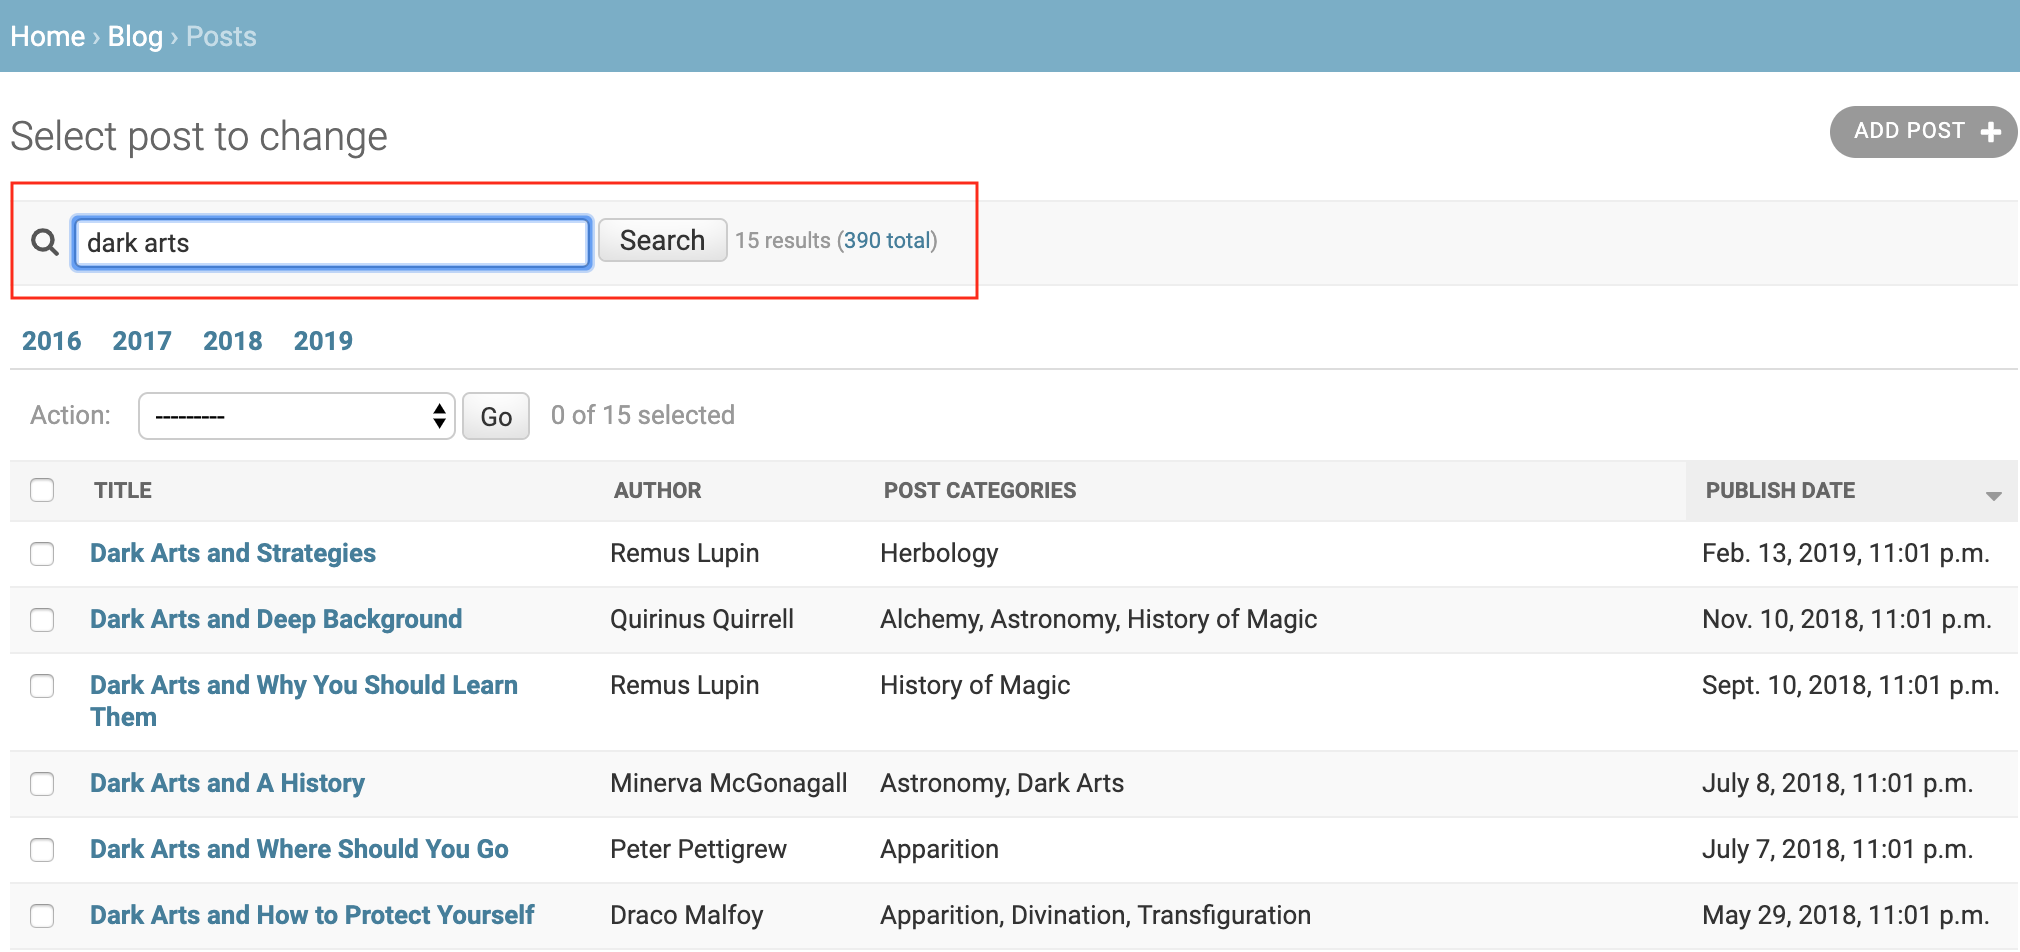 Home › Blog › Posts
Select post to change
ADD POST
dark arts
Search
15 results (390 total)
2016 2017 2018 2019
Action: --------- Go 0 of 15 selected
TITLE AUTHOR POST CATEGORIES PUBLISH DATE
Dark Arts and Strategies Remus Lupin Herbology Feb. 13, 2019, 11:01 p.m.
Dark Arts and Deep Background Quirinus Quirrell Alchemy, Astronomy, History of Magic Nov. 10, 2018, 11:01 p.m.
Dark Arts and Why You Should Learn Remus Lupin History of Magic Sept. 10, 2018, 11:01 p.m.
Them
Dark Arts and A History Minerva McGonagall Astronomy, Dark Arts July 8, 2018, 11:01 p.m.
Dark Arts and Where Should You Go Peter Pettigrew Apparition July 7, 2018, 11:01 p.m.
Dark Arts and How to Protect Yourself Draco Malfoy Apparition, Divination, Transfiguration May 29, 2018, 11:01 p.m.